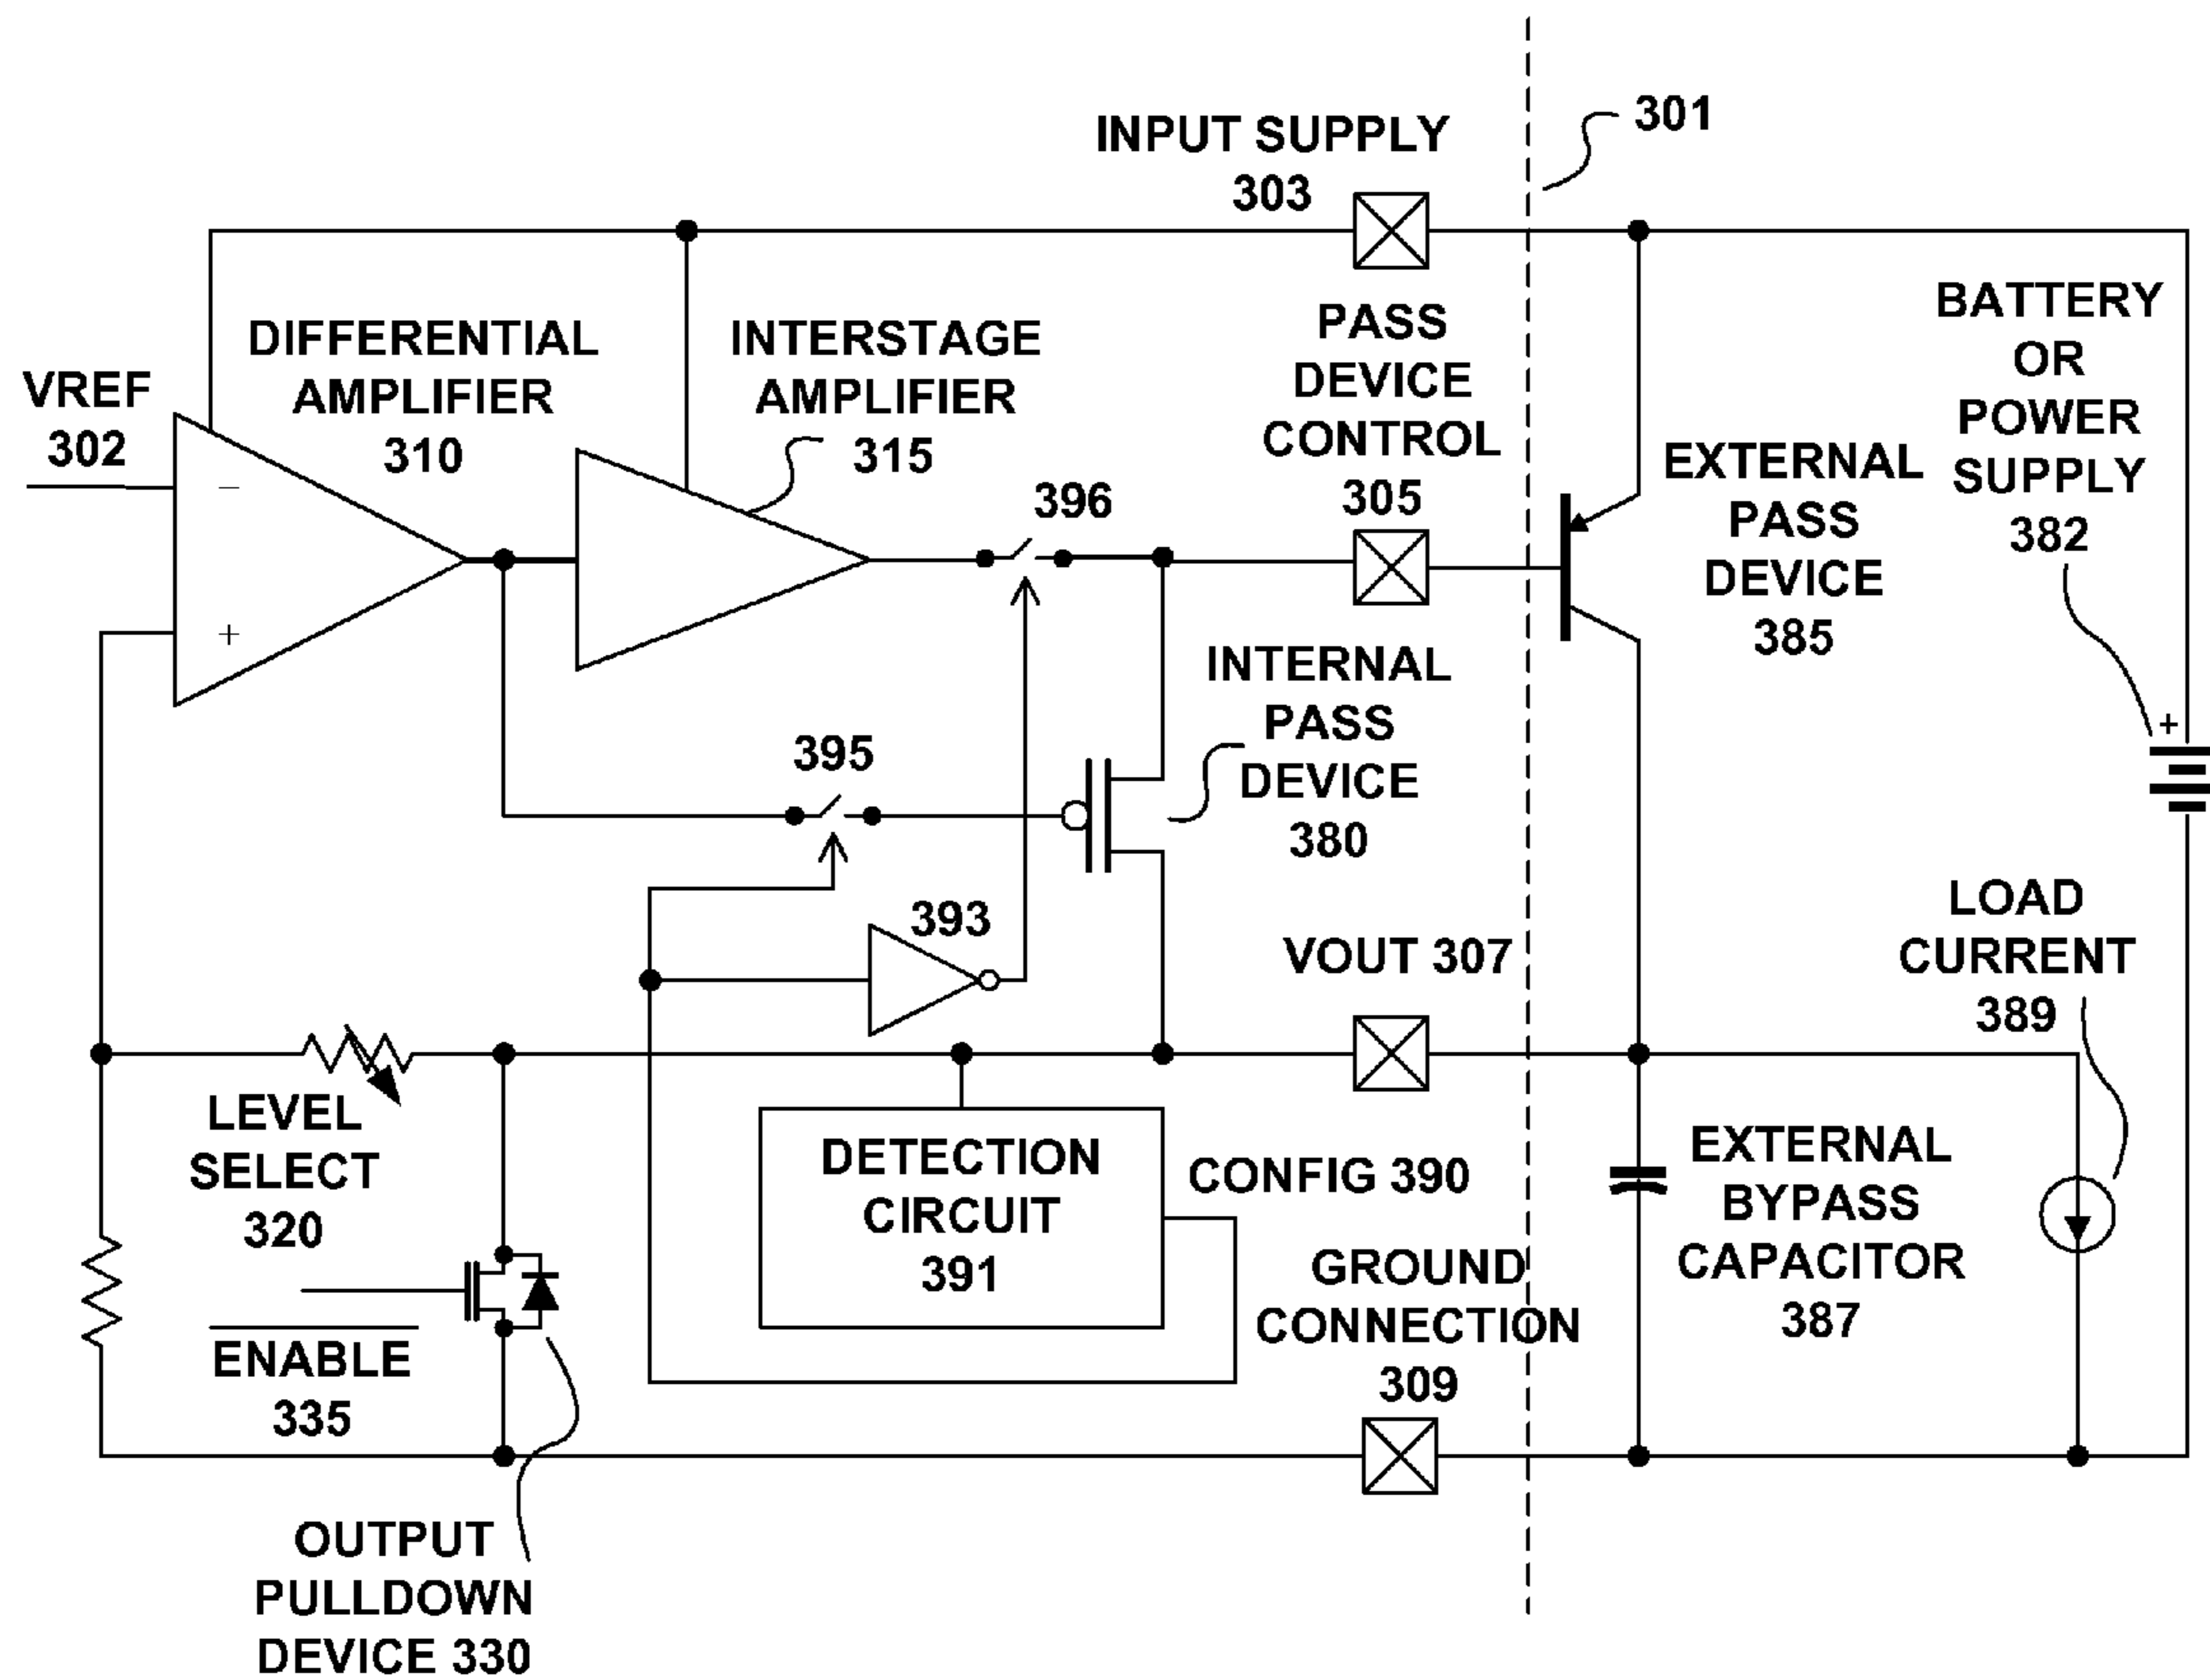 301
INPUT SUPPLY
303
PASS
DEVICE
CONTROL
305
BATTERY
OR
POWER
SUPPLY
382
DIFFERENTIAL
AMPLIFIER
310
INTERSTAGE
AMPLIFIER
315
VREF
302
−
+
396
EXTERNAL
PASS
DEVICE
385
INTERNAL
PASS
DEVICE
380
+
395
393
VOUT 307
LOAD
CURRENT
389
LEVEL
SELECT
320
DETECTION
CIRCUIT
391
CONFIG 390
EXTERNAL
BYPASS
CAPACITOR
387
GROUND
CONNECTION
309
ENABLE
335
OUTPUT
PULLDOWN
DEVICE 330